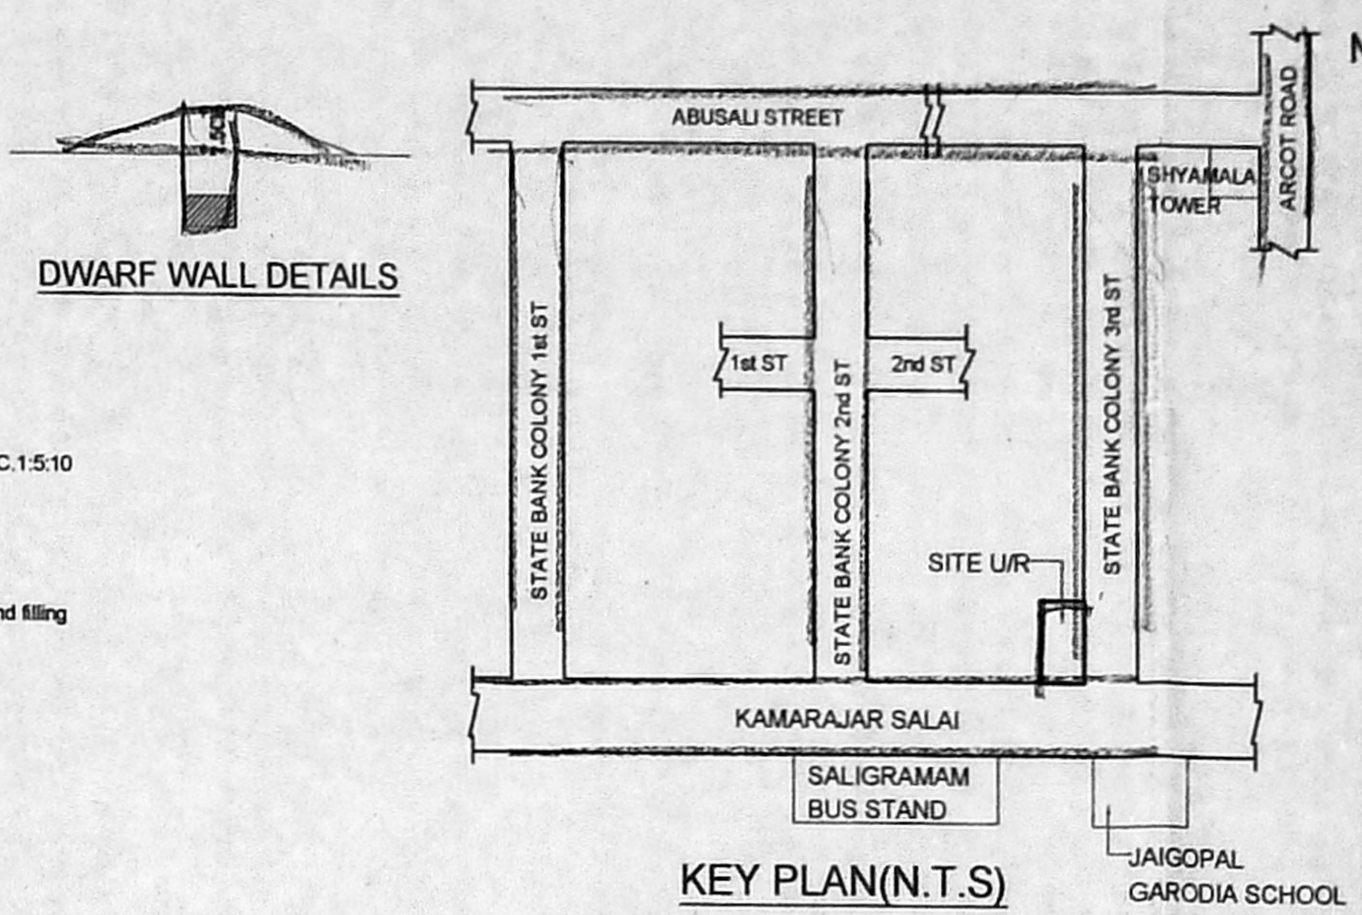 N
ABUSALI STREET
ARCOT ROAD
SHYAMALA
TOWER
DWARF WALL DETAILS
STATE BANK COLONY 1st ST
1st ST
2nd ST
STATE BANK COLONY 2nd ST
STATE BANK COLONY 3rd ST
C.1:5:10
SITE U/R
nd filling
KAMARAJAR SALAI
SALIGRAMAM
BUS STAND
JAIGOPAL
GARODIA SCHOOL
KEY PLAN(N.T.S)